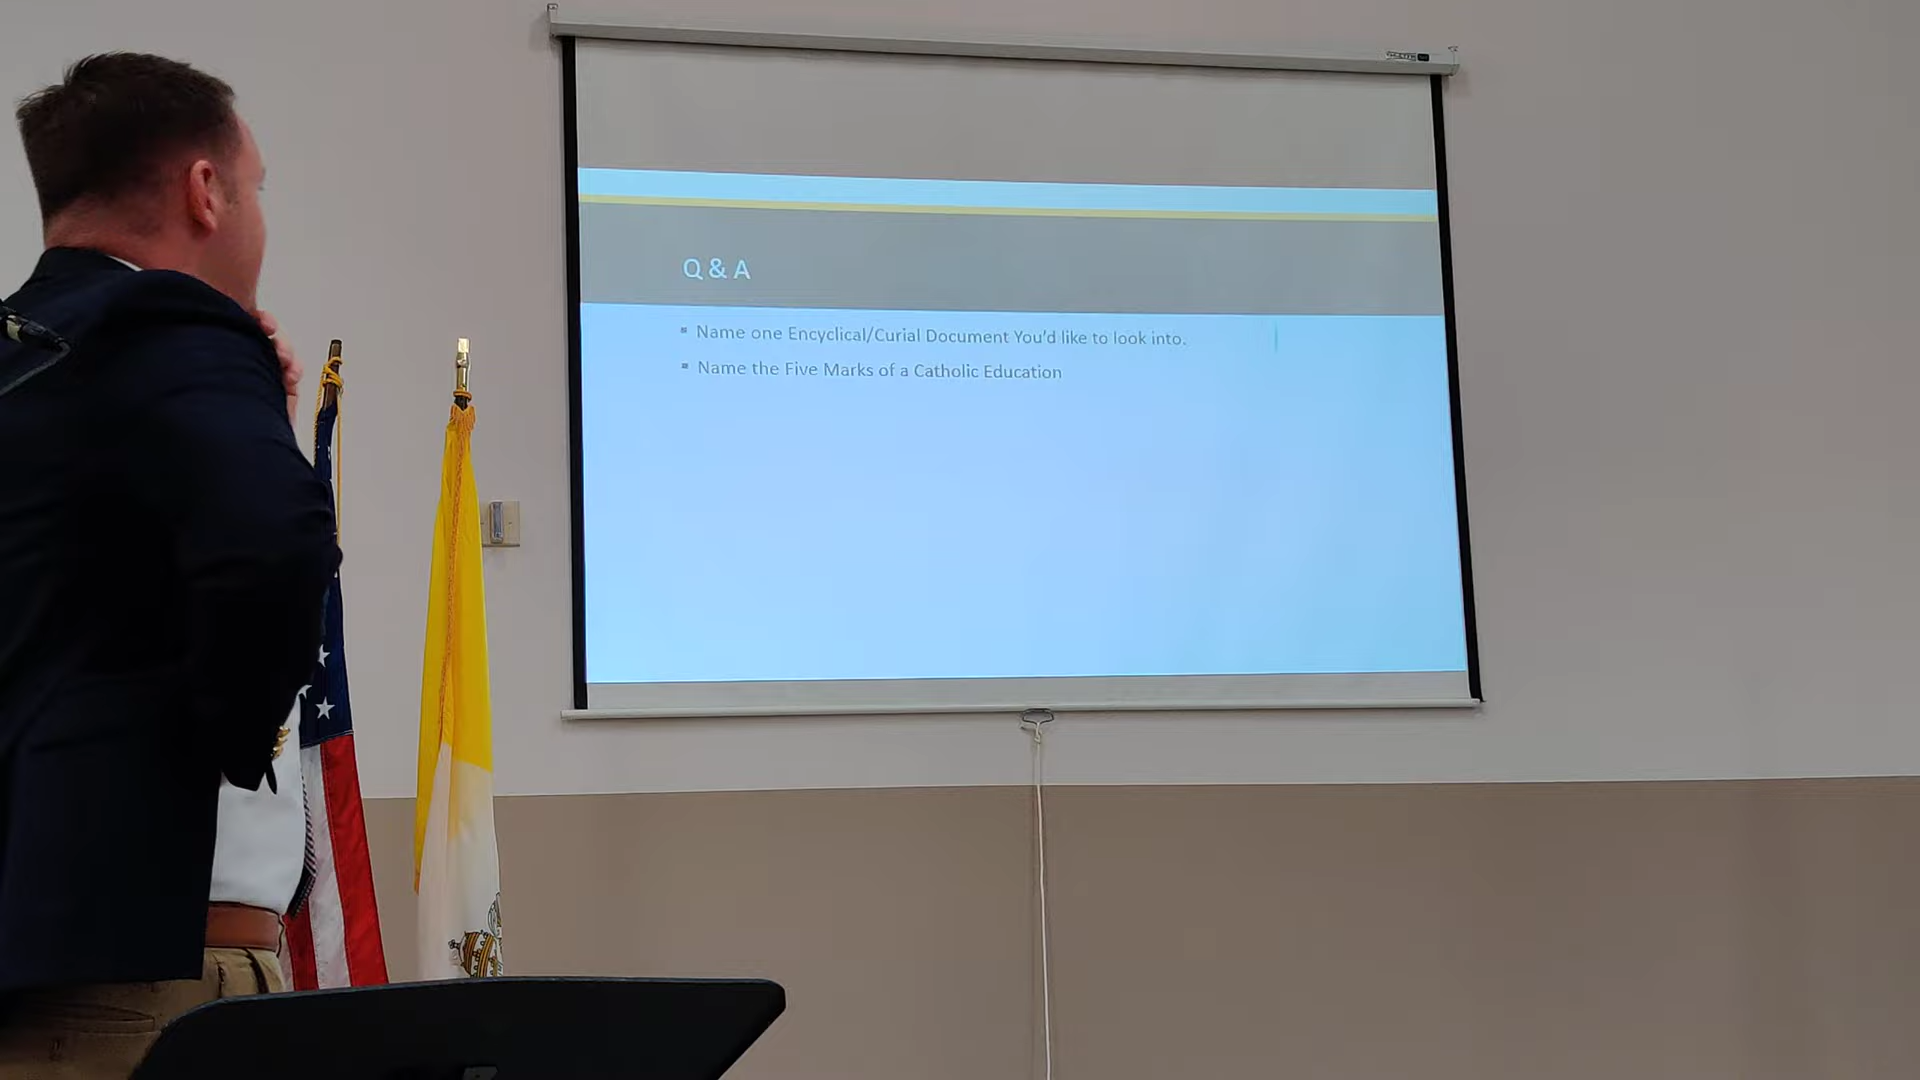 Q & A
Name one Encyclical/Curial Document You'd like to look into.
Name the Five Marks of a Catholic Education